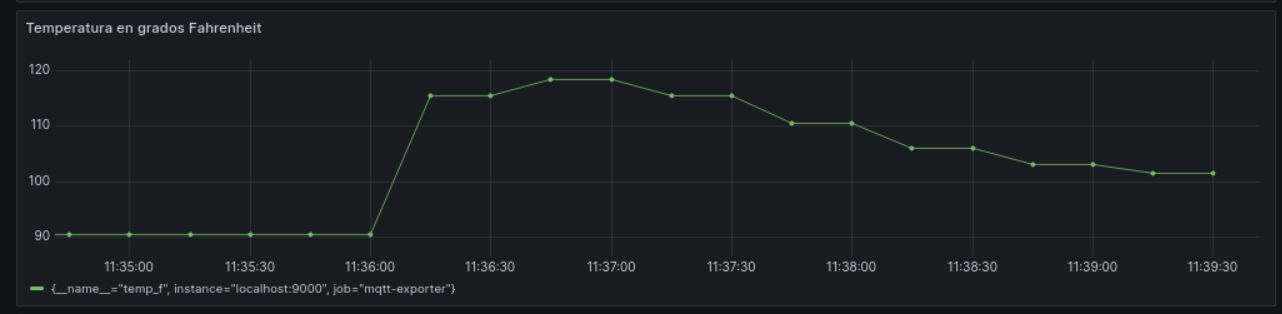 Temperatura en grados Fahrenheit
120
110
100
90
11:35:00 11:35:30 11:36:00 11:36:30 11:37:00 11:37:30 11:38:00 11:38:30 11:39:00 11:39:30
{__name__="temp_f", instance="localhost:9000", job="mqtt-exporter"}